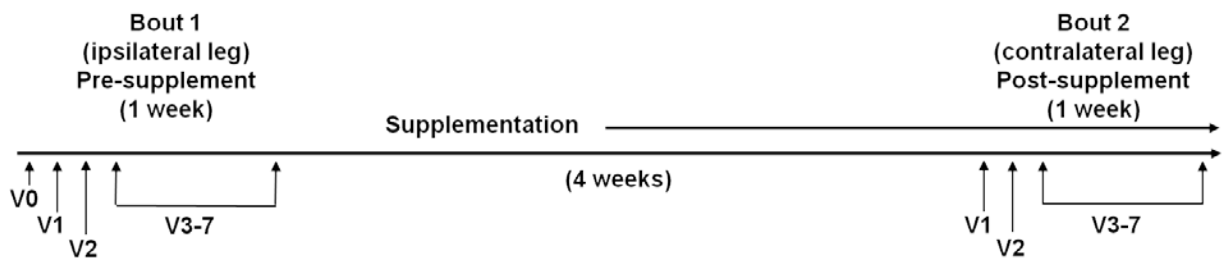 Bout 1
(ipsilateral leg)
Pre-supplement
(1 week)
Bout 2
(contralateral leg)
Post-supplement
(1 week)
Supplementation
(4 weeks)
V0
V1
V2
V3-7
V1
V2
V3-7